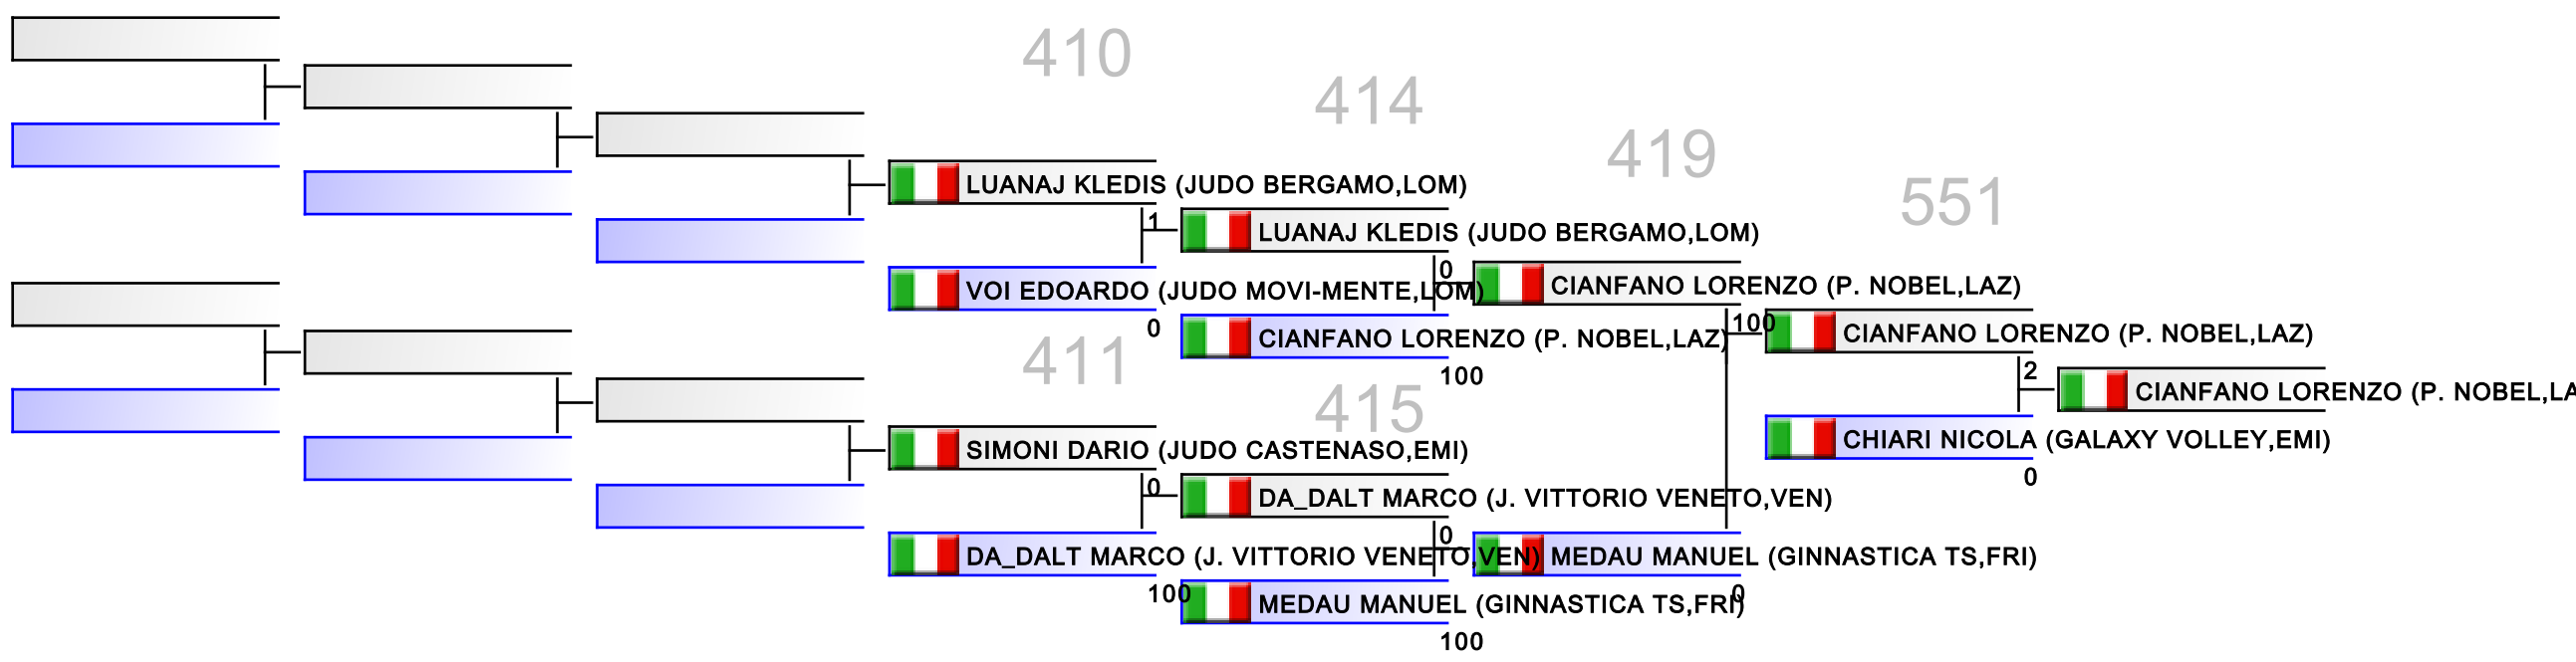 410
414
419
551
LUANAJ KLEDIS (JUDO BERGAMO,LOM)
1
LUANAJ KLEDIS (JUDO BERGAMO,LOM)
0
VOI EDOARDO (JUDO MOVI-MENTE,LOM)
CIANFANO LORENZO (P. NOBEL,LAZ)
0
CIANFANO LORENZO (P. NOBEL,LAZ)
100
CIANFANO LORENZO (P. NOBEL,LAZ)
411
100
2
415
CIANFANO LORENZO (P. NOBEL,LA
SIMONI DARIO (JUDO CASTENASO,EMI)
CHIARI NICOLA (GALAXY VOLLEY,EMI)
0
0
DA_DALT MARCO (J. VITTORIO VENETO,VEN)
0
DA_DALT MARCO (J. VITTORIO VENETO,VEN)
MEDAU MANUEL (GINNASTICA TS,FRI)
100
MEDAU MANUEL (GINNASTICA TS,FRI)
0
100